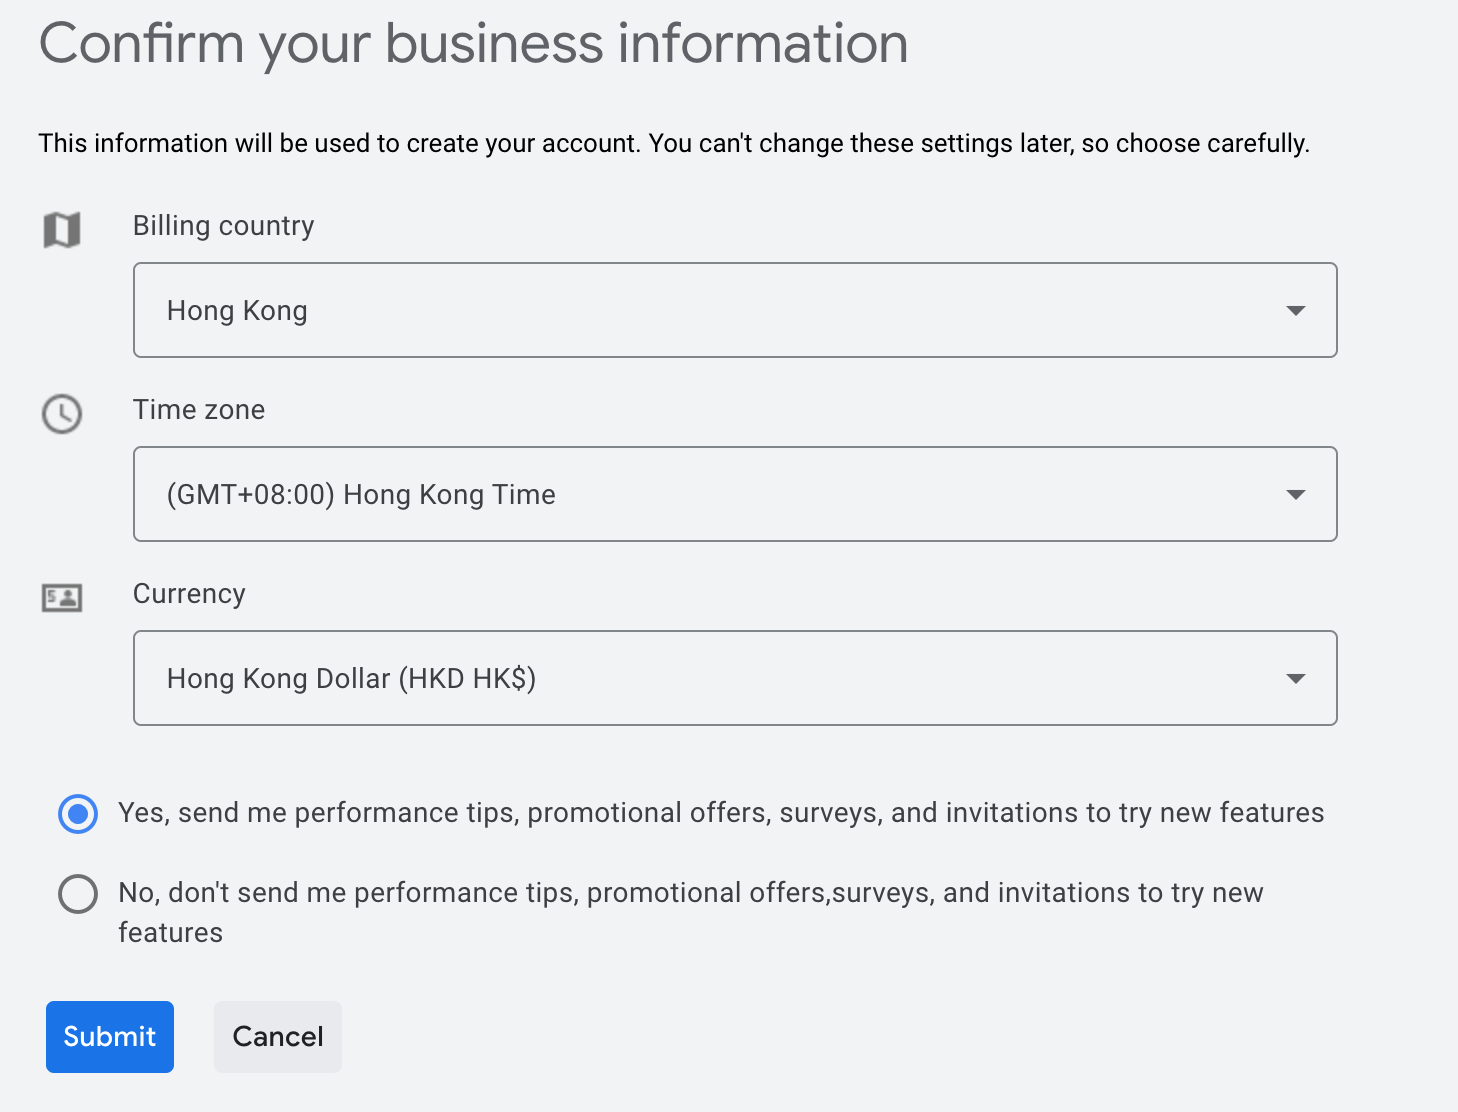 Confirm your business information
This information will be used to create your account. You can't change these settings later, so choose carefully.
Billing country
Hong Kong
Time zone
(GMT+08:00) Hong Kong Time
Currency
Hong Kong Dollar (HKD HK$)
Yes, send me performance tips, promotional offers, surveys, and invitations to try new features
No, don't send me performance tips, promotional offers,surveys, and invitations to try new
features
Submit
Cancel